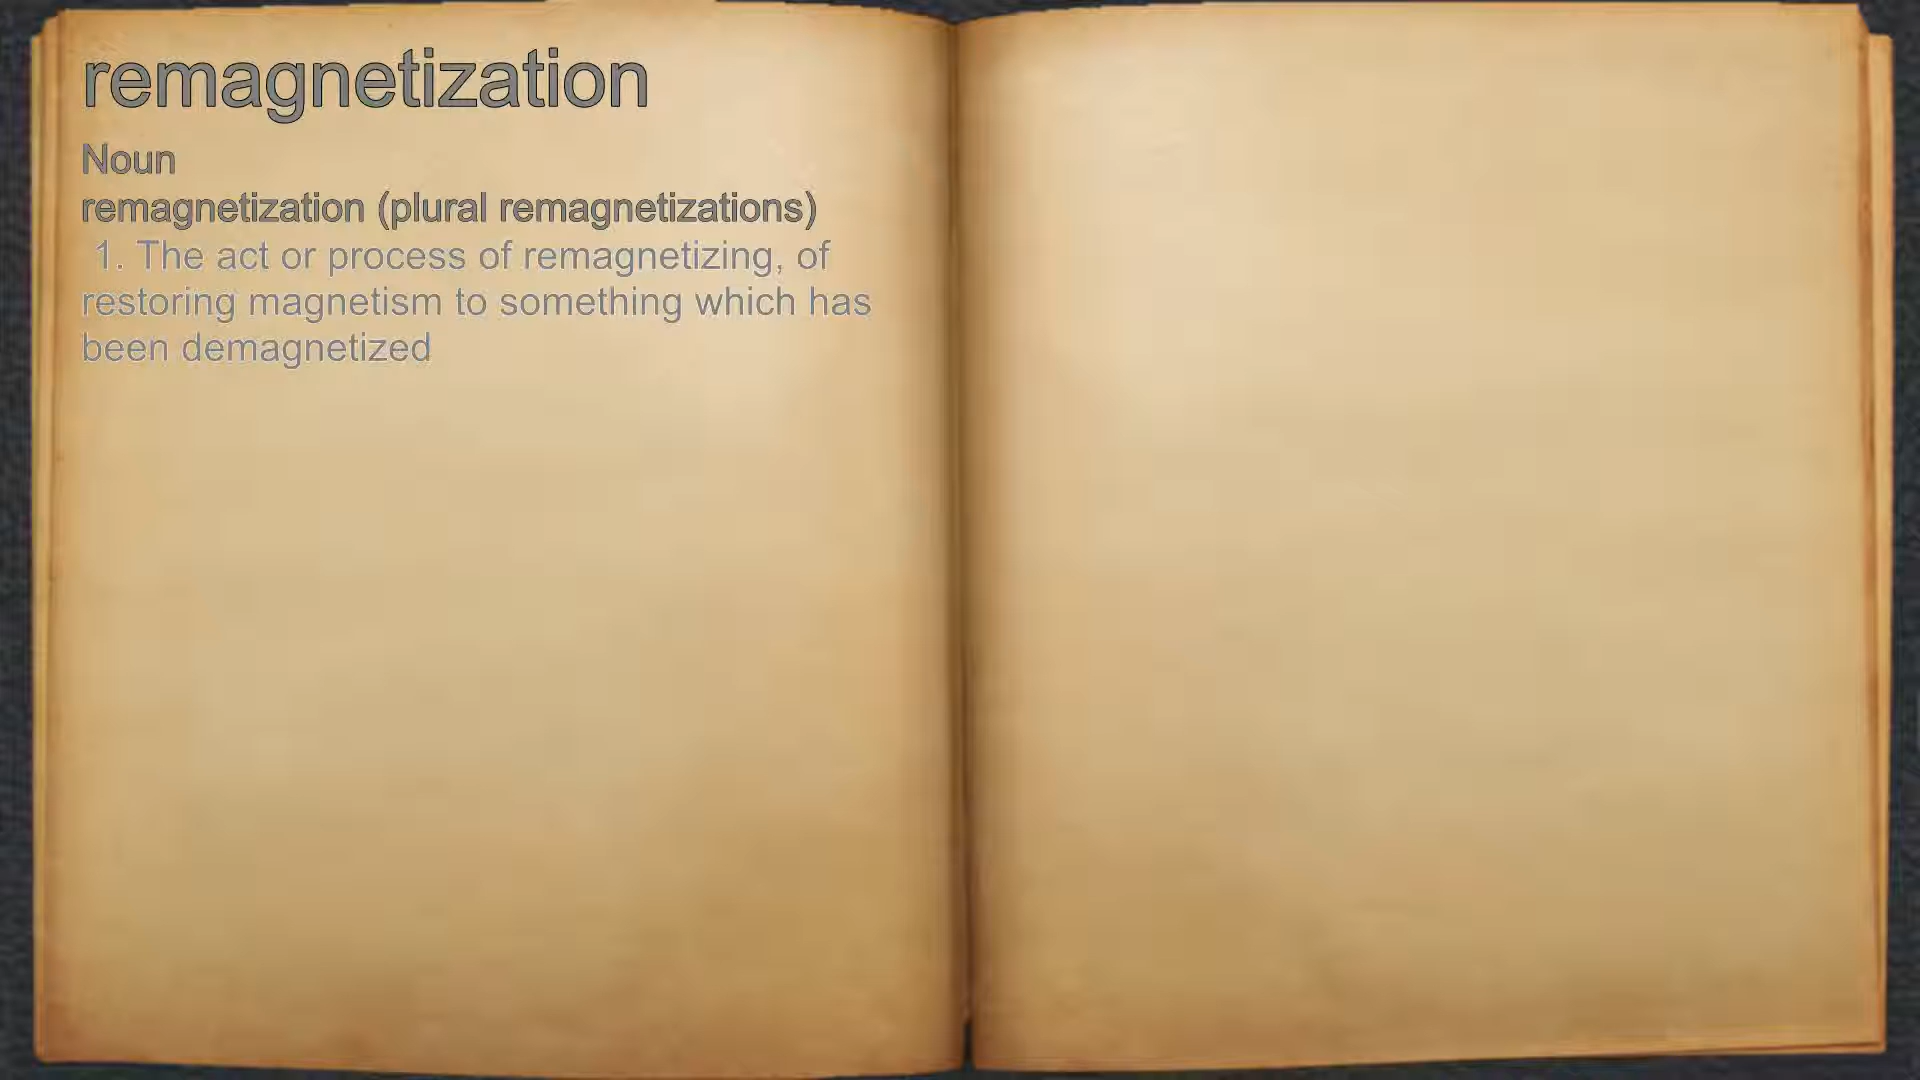 remagnetization
Noun
remagnetization (plural remagnetizations)
1. The act or process of remagnetizing, of
restoring magnetism to something which has
been demagnetized